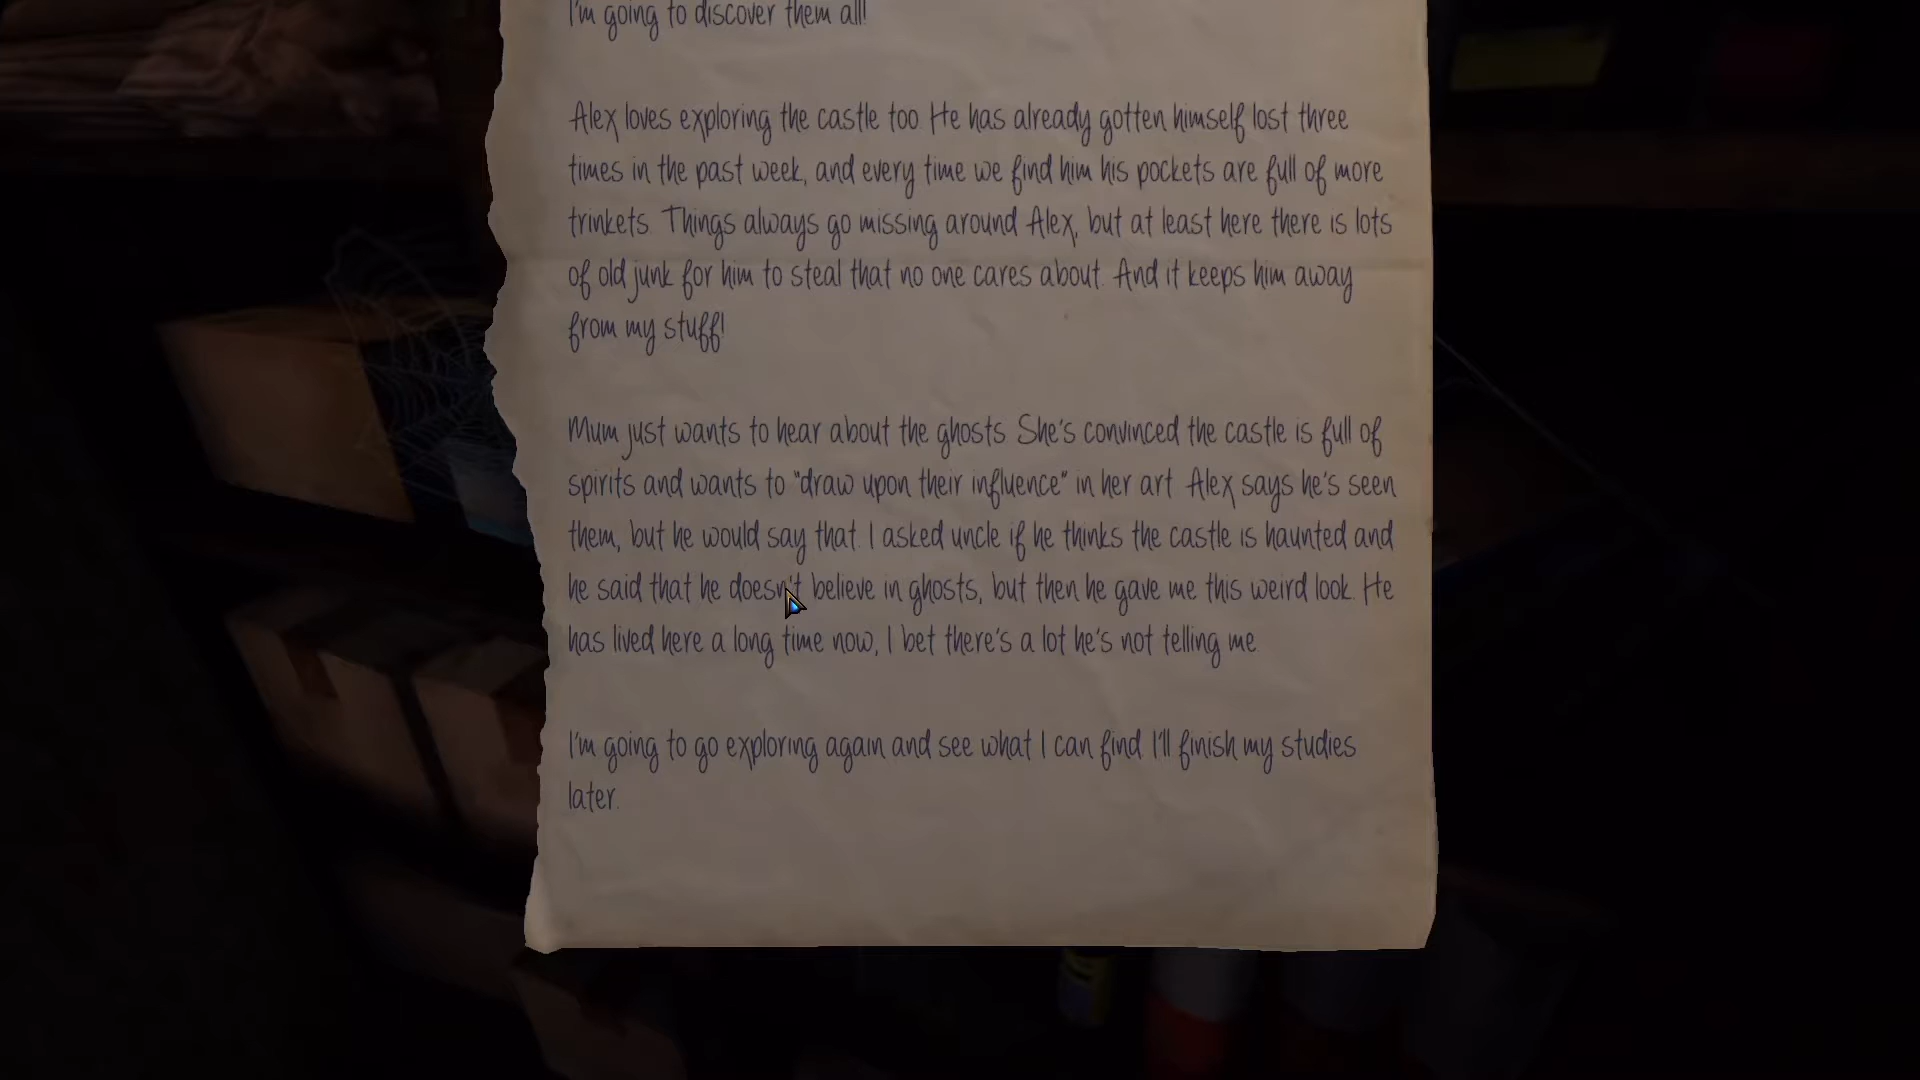 I'm going to discover them all!
Alex loves exploring the castle too. He has already gotten himself lost three
times in the past week, and every time we find him his pockets are full of more
trinkets. Things always go missing around Alex, but at least here there is lots
of old junk for him to steal that no one cares about. And it keeps him away
from my stuff!
Mum just wants to hear about the ghosts. She's convinced the castle is full of
spirits and wants to "draw upon their influence" in her art. Alex says he's seen
them, but he would say that. I asked uncle if he thinks the castle is haunted and
he said that he doesn't believe in ghosts, but then he gave me this weird look. He
has lived here a long time now, I bet there's a lot he's not telling me.
I'm going to go exploring again and see what I can find. I'll finish my studies
later.